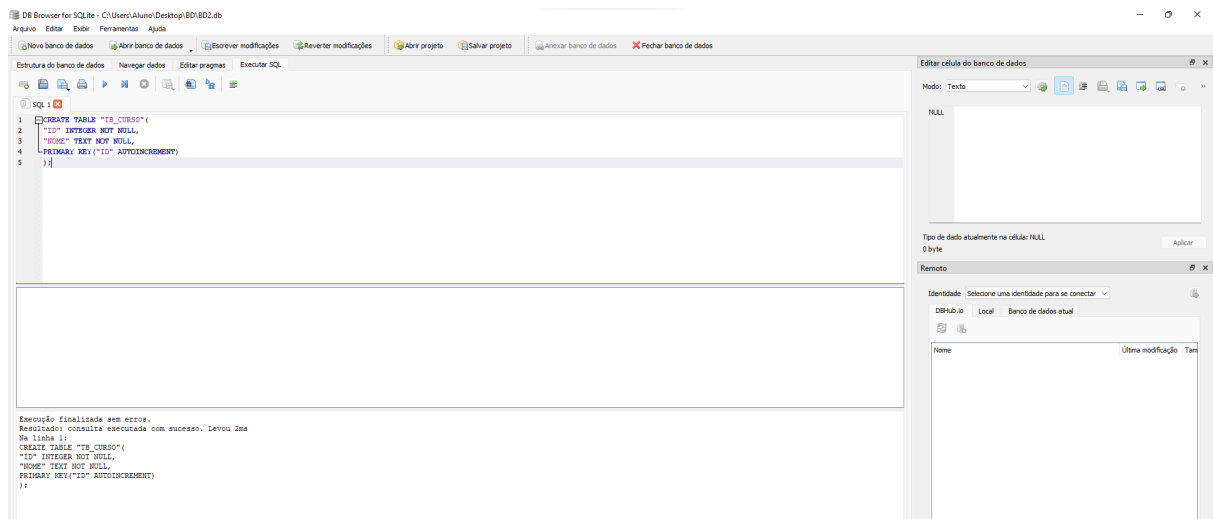 DB Browser for SQLite - C:\Users\Aluno\Desktop\BD\BD2.db
Arquivo Editar Exibir Ferramentas Ajuda
Novo banco de dados Abrir banco de dados Escrever modificações Reverter modificações Abrir projeto Salvar projeto Anexar banco de dados Fechar banco de dados
Estrutura do banco de dados Navegar dados Editar pragmas Executar SQL
SQL 1
1 CREATE TABLE "TB_CURSO"(
2 "ID" INTEGER NOT NULL,
3 "NOME" TEXT NOT NULL,
4 PRIMARY KEY("ID" AUTOINCREMENT)
5 );
Execução finalizada sem erros.
Resultado: consulta executada com sucesso. Levou 2ms
Na linha 1:
CREATE TABLE "TB_CURSO"(
"ID" INTEGER NOT NULL,
"NOME" TEXT NOT NULL,
PRIMARY KEY("ID" AUTOINCREMENT)
);
Editar célula do banco de dados
Modo: Texto
NULL
Tipo de dado atualmente na célula: NULL
0 byte
Aplicar
Remoto
Identidade Selecione uma identidade para se conectar
DBHub.io Local Banco de dados atual
Nome Última modificação Tam